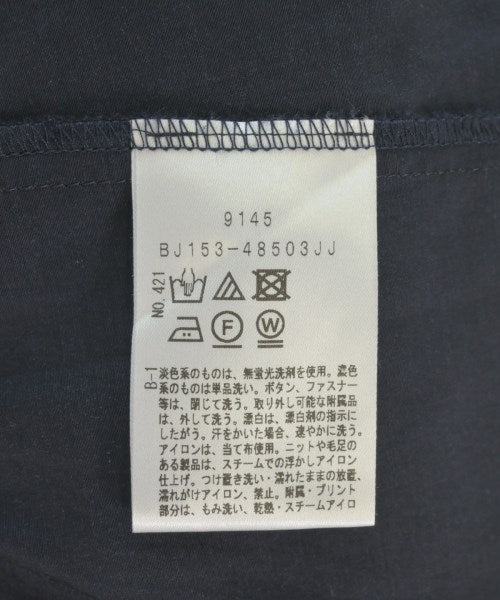 9145
BJ153-48503JJ
NO.421
F W
B-1
淡色系のものは、無蛍光洗剤を使用。濃色
系のものは単品洗い。ボタン、ファスナー
等は、閉じて洗う。取り外し可能な附属品
は、外して洗う。漂白は、漂白剤の指示に
したがう。汗をかいた場合、速やかに洗う。
アイロンは、当て布使用。ニットや毛足の
ある製品は、スチームでの浮かしアイロン
仕上げ。つけ置き洗い・濡れたままの放置、
濡れがけアイロン、禁止。附属・プリント
部分は、もみ洗い、乾熱・スチームアイロ